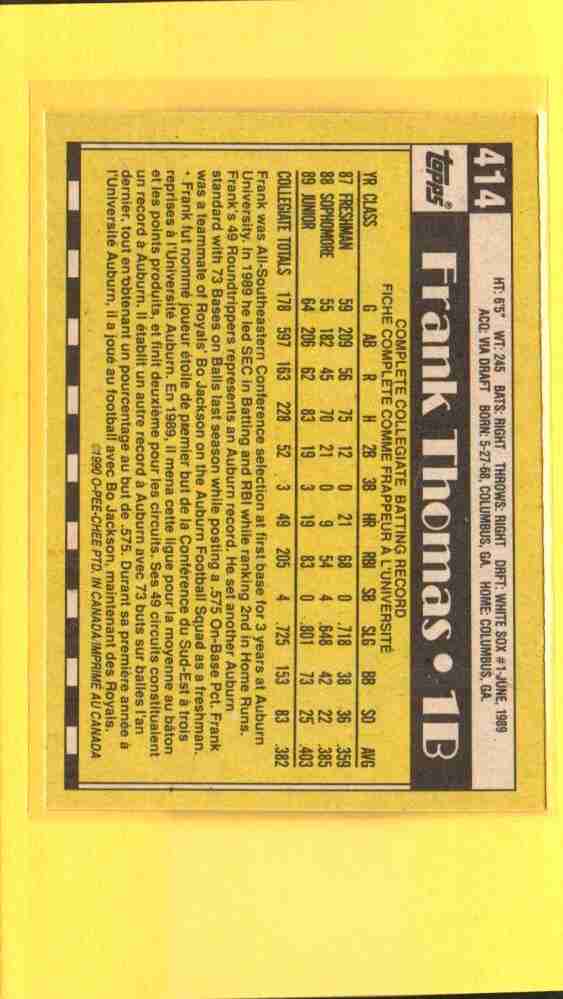 414
HT: 6'5" WT: 245 BATS: RIGHT THROWS: RIGHT DRFT: WHITE SOX #1-JUNE, 1989
ACQ: VIA DRAFT BORN: 5-27-68, COLUMBUS, GA. HOME: COLUMBUS, GA.
TOPPS®
Frank Thomas • 1B
COMPLETE COLLEGIATE BATTING RECORD
FICHE COMPLÈTE COMME FRAPPEUR À L'UNIVERSITÉ
YR CLASS G AB R H 2B 3B HR RBI SB SLG BB SO AVG
87 FRESHMAN 59 209 56 75 12 0 21 68 0 .718 38 36 .359
88 SOPHOMORE 55 182 45 70 21 0 9 54 4 .648 42 22 .385
89 JUNIOR 64 206 62 83 19 3 19 83 0 .801 73 25 .403
COLLEGIATE TOTALS 178 597 163 228 52 3 49 205 4 .725 153 83 .382
Frank was All-Southeastern Conference selection at first base for 3 years at Auburn
University. In 1989 he led SEC in Batting and RBI while ranking 2nd in Home Runs.
Frank's 49 Roundtrippers represents an Auburn record. He set another Auburn
standard with 73 Bases on Balls last season while posting a .575 On-Base Pct. Frank
was a teammate of Royals' Bo Jackson on the Auburn Football Squad as a freshman.
• Frank fut nommé joueur étoile de premier but de la Conférence du Sud-Est à trois
reprises à l'Université Auburn. En 1989, il mena cette ligue pour la moyenne au bâton
et les points produits, et finit deuxième pour les circuits. Ses 49 circuits constituaient
un record à Auburn. Il établit un autre record à Auburn avec 73 buts sur balles l'an
dernier, tout en obtenant un pourcentage au but de .575. Durant sa première année à
l'Université Auburn, il a joué au football avec Bo Jackson, maintenant des Royals.
©1990 O-PEE-CHEE PTD. IN CANADA/IMPRIMÉ AU CANADA